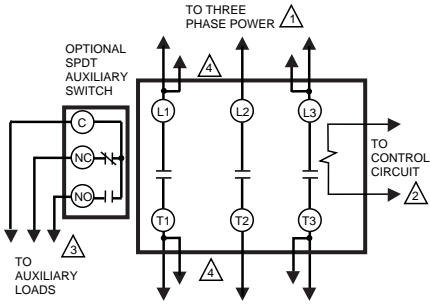 TO THREE
PHASE POWER
1
OPTIONAL
SPDT
AUXILIARY
SWITCH
4
C
NC
NO
L1
L2
L3
TO
CONTROL
CIRCUIT
2
T1
T2
T3
3
4
TO
AUXILIARY
LOADS